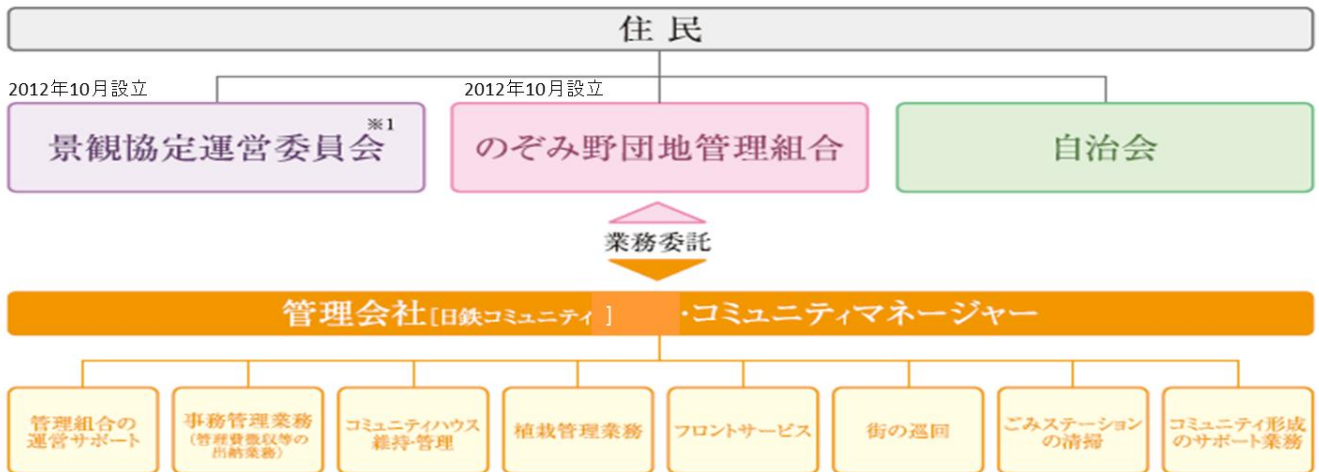 住民
2012年10月設立
2012年10月設立
景観協定運営委員会※1
のぞみ野団地管理組合
自治会
業務委託
管理会社[日鉄コミュニティ]・コミュニティマネージャー
管理組合の
運営サポート
事務管理業務
(管理費徴収等の
出納業務)
コミュニティハウス
維持・管理
植栽管理業務
フロントサービス
街の巡回
ごみステーション
の清掃
コミュニティ形成
のサポート業務